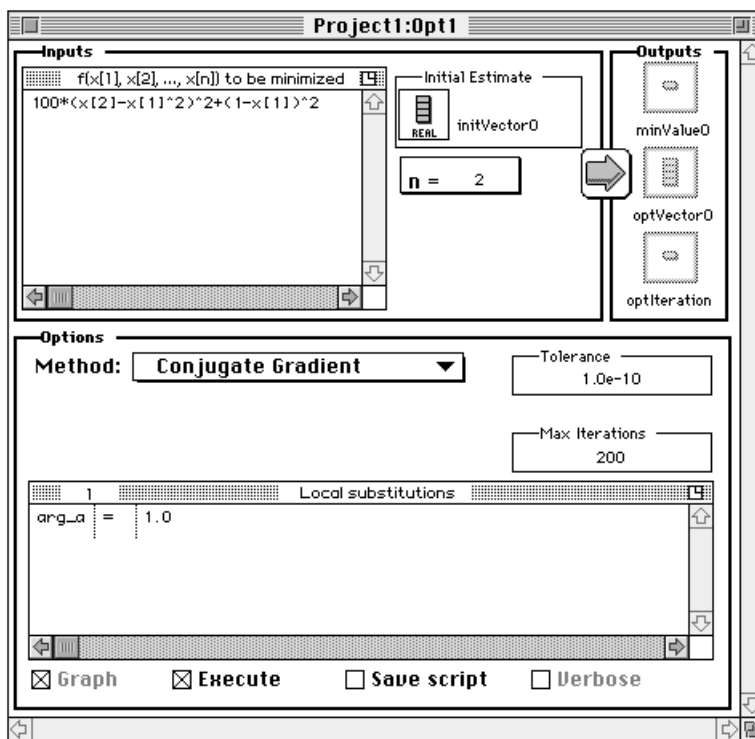 Project1:Opt1
Inputs
f(x[1], x[2], ..., x[n]) to be minimized
100*(x[2]-x[1]^2)^2+(1-x[1])^2
Initial Estimate
REAL
initVector0
n = 2
Outputs
minValue0
optVector0
optIteration
Options
Method: Conjugate Gradient
Tolerance
1.0e-10
Max Iterations
200
1 Local substitutions
arg_a = 1.0
Graph
Execute
Save script
Verbose